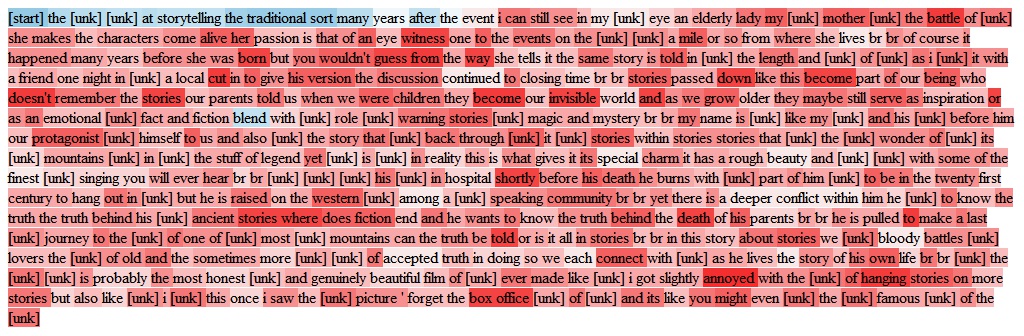 [start] the [unk] [unk] at storytelling the traditional sort many years after the event i can still see in my [unk] eye an elderly lady my [unk] mother [unk] the battle of [unk]
she makes the characters come alive her passion is that of an eye witness one to the events on the [unk] [unk] a mile or so from where she lives br br of course it
happened many years before she was born but you wouldn't guess from the way she tells it the same story is told in [unk] the length and [unk] of [unk] as i [unk] it with
a friend one night in [unk] a local cut in to give his version the discussion continued to closing time br br stories passed down like this become part of our being who
doesn't remember the stories our parents told us when we were children they become our invisible world and as we grow older they maybe still serve as inspiration or
as an emotional [unk] fact and fiction blend with [unk] role [unk] warning stories [unk] magic and mystery br br my name is [unk] like my [unk] and his [unk] before him
our protagonist [unk] himself to us and also [unk] the story that [unk] back through [unk] it [unk] stories within stories stories that [unk] the [unk] wonder of [unk] its
[unk] mountains [unk] in [unk] the stuff of legend yet [unk] is [unk] in reality this is what gives it its special charm it has a rough beauty and [unk] [unk] with some of the
finest [unk] singing you will ever hear br br [unk] [unk] [unk] his [unk] in hospital shortly before his death he burns with [unk] part of him [unk] to be in the twenty first
century to hang out in [unk] but he is raised on the western [unk] among a [unk] speaking community br br yet there is a deeper conflict within him he [unk] to know the
truth the truth behind his [unk] ancient stories where does fiction end and he wants to know the truth behind the death of his parents br br he is pulled to make a last
[unk] journey to the [unk] of one of [unk] most [unk] mountains can the truth be told or is it all in stories br br in this story about stories we [unk] bloody battles [unk]
lovers the [unk] of old and the sometimes more [unk] [unk] of accepted truth in doing so we each connect with [unk] as he lives the story of his own life br br [unk] the
[unk] [unk] is probably the most honest [unk] and genuinely beautiful film of [unk] ever made like [unk] i got slightly annoyed with the [unk] of hanging stories on more
stories but also like [unk] i [unk] this once i saw the [unk] picture ' forget the box office [unk] of [unk] and its like you might even [unk] the [unk] famous [unk] of the
[unk]